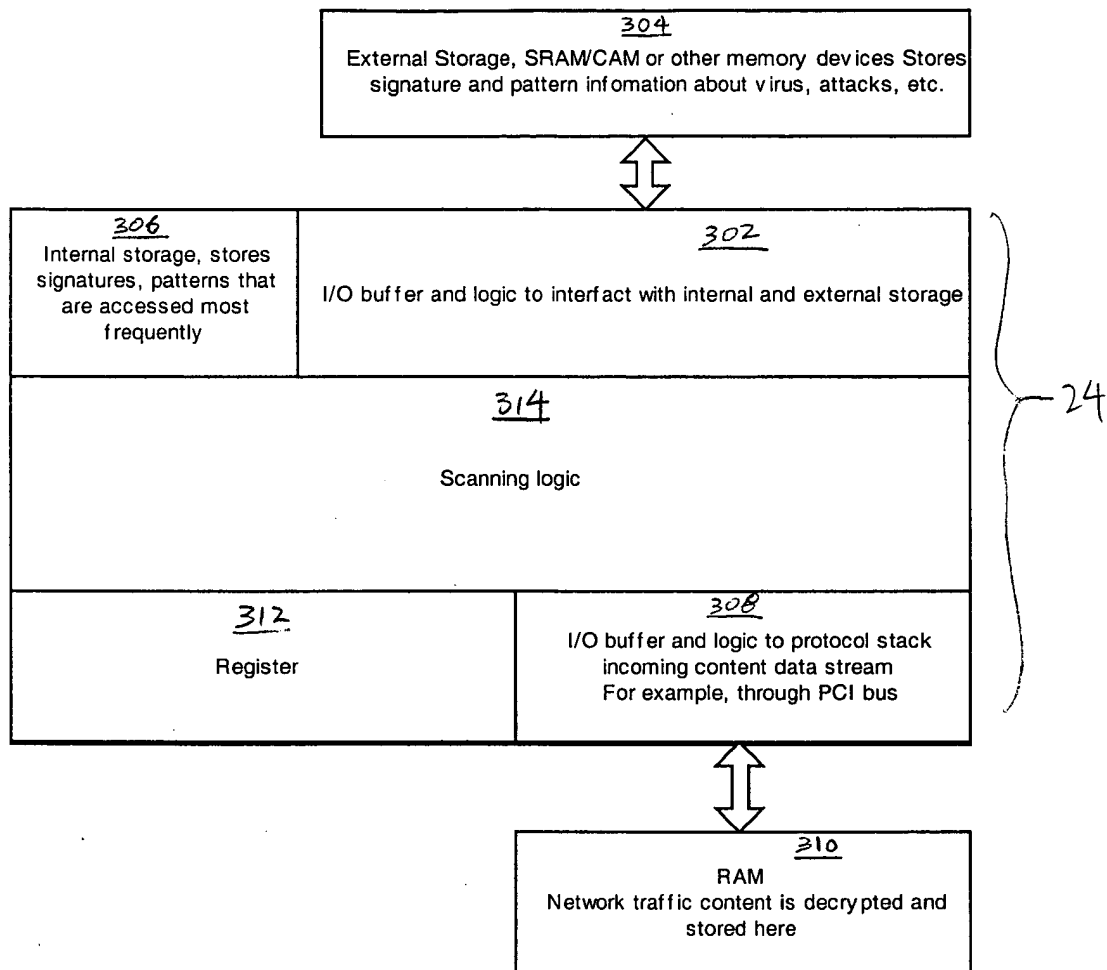 304
External Storage, SRAM/CAM or other memory devices Stores
signature and pattern infomation about virus, attacks, etc.
306
Internal storage, stores
signatures, patterns that
are accessed most
frequently
302
I/O buffer and logic to interfact with internal and external storage
24
314
Scanning logic
312
Register
308
I/O buffer and logic to protocol stack
incoming content data stream
For example, through PCI bus
310
RAM
Network traffic content is decrypted and
stored here